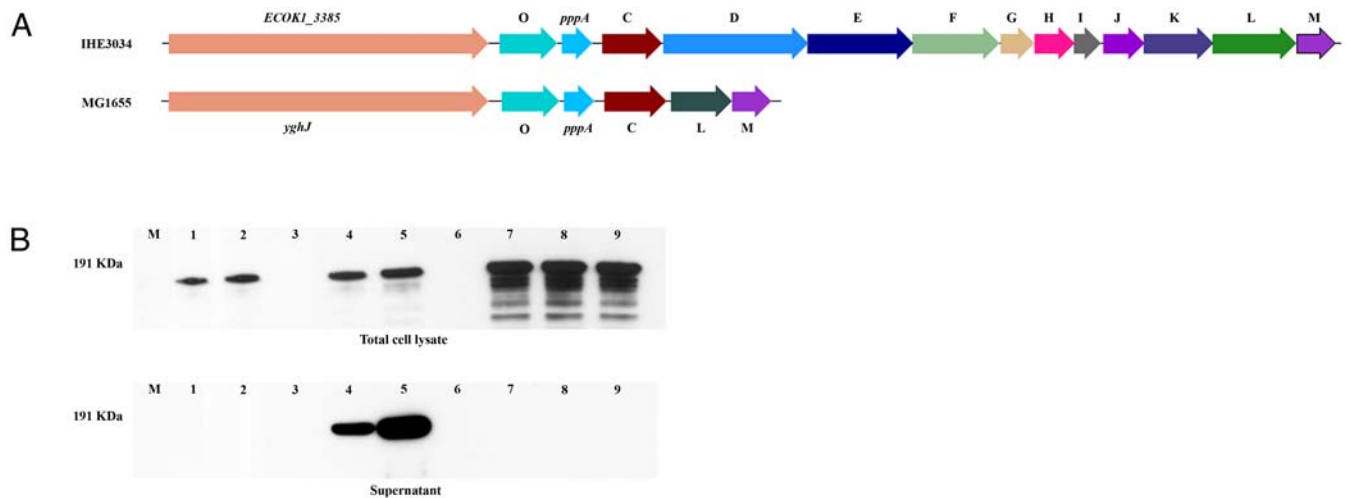 A
ECOK1_3385 O pppA C D E F G H I J K L M
IHE3034
MG1655
yghJ O pppA C L M
B
M 1 2 3 4 5 6 7 8 9
191 KDa
Total cell lysate
M 1 2 3 4 5 6 7 8 9
191 KDa
Supernatant